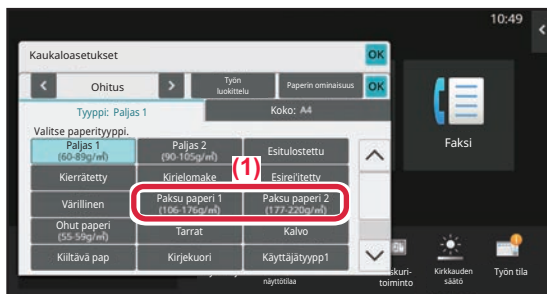 10:49
Kaukaloasetukset
OK
Ohitus
Työn
luokittelu
Paperin ominaisuus
OK
Tyyppi: Paljas 1
Koko: A4
Valitse paperityyppi.
Paljas 1
(60-89g/㎡)
Paljas 2
(90-105g/㎡)
Esitulostettu
Kierrätetty
Kirjelomake
(1)
Esirei'itetty
Värillinen
Paksu paperi 1
(106-176g/㎡)
Paksu paperi 2
(177-220g/㎡)
Ohut paperi
(55-59g/㎡)
Tarrat
Kalvo
Kiiltävä pap
Kirjekuori
Käyttäjätyypp1
Faksi
näyttötilaa
skuri-
toiminto
Kirkkauden
säätö
Työn tila